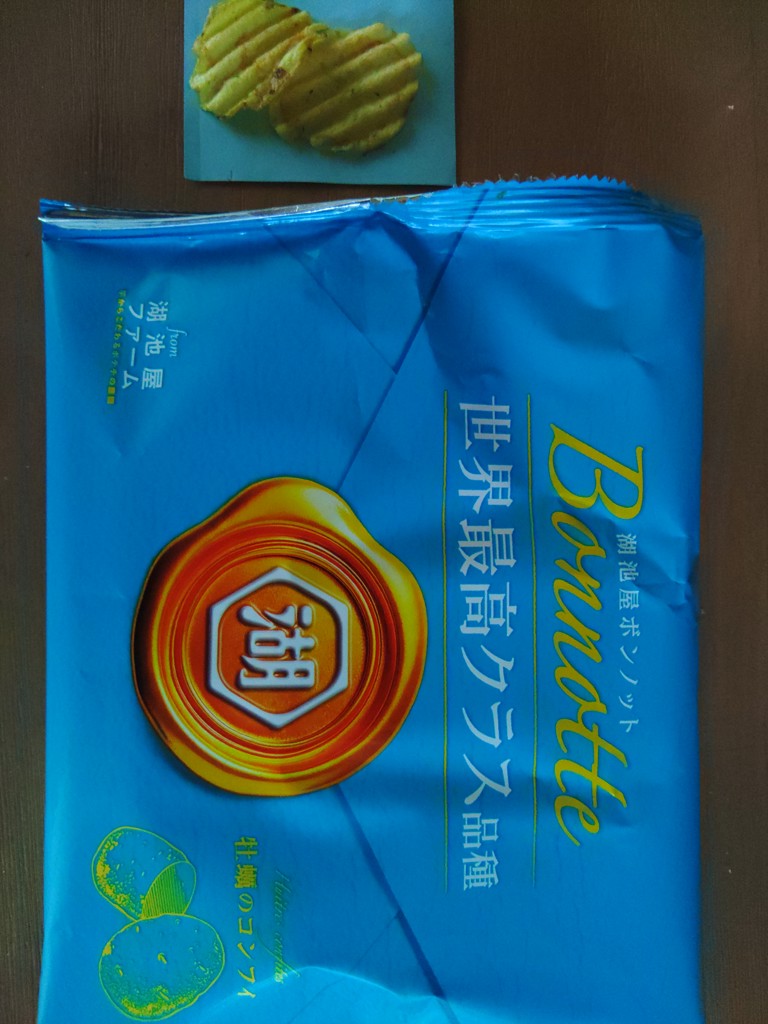 湖池屋ボンノット
Bonnotte
世界最高クラス品種
湖
from
湖池屋
ファーム
牡蠣のコンフィ